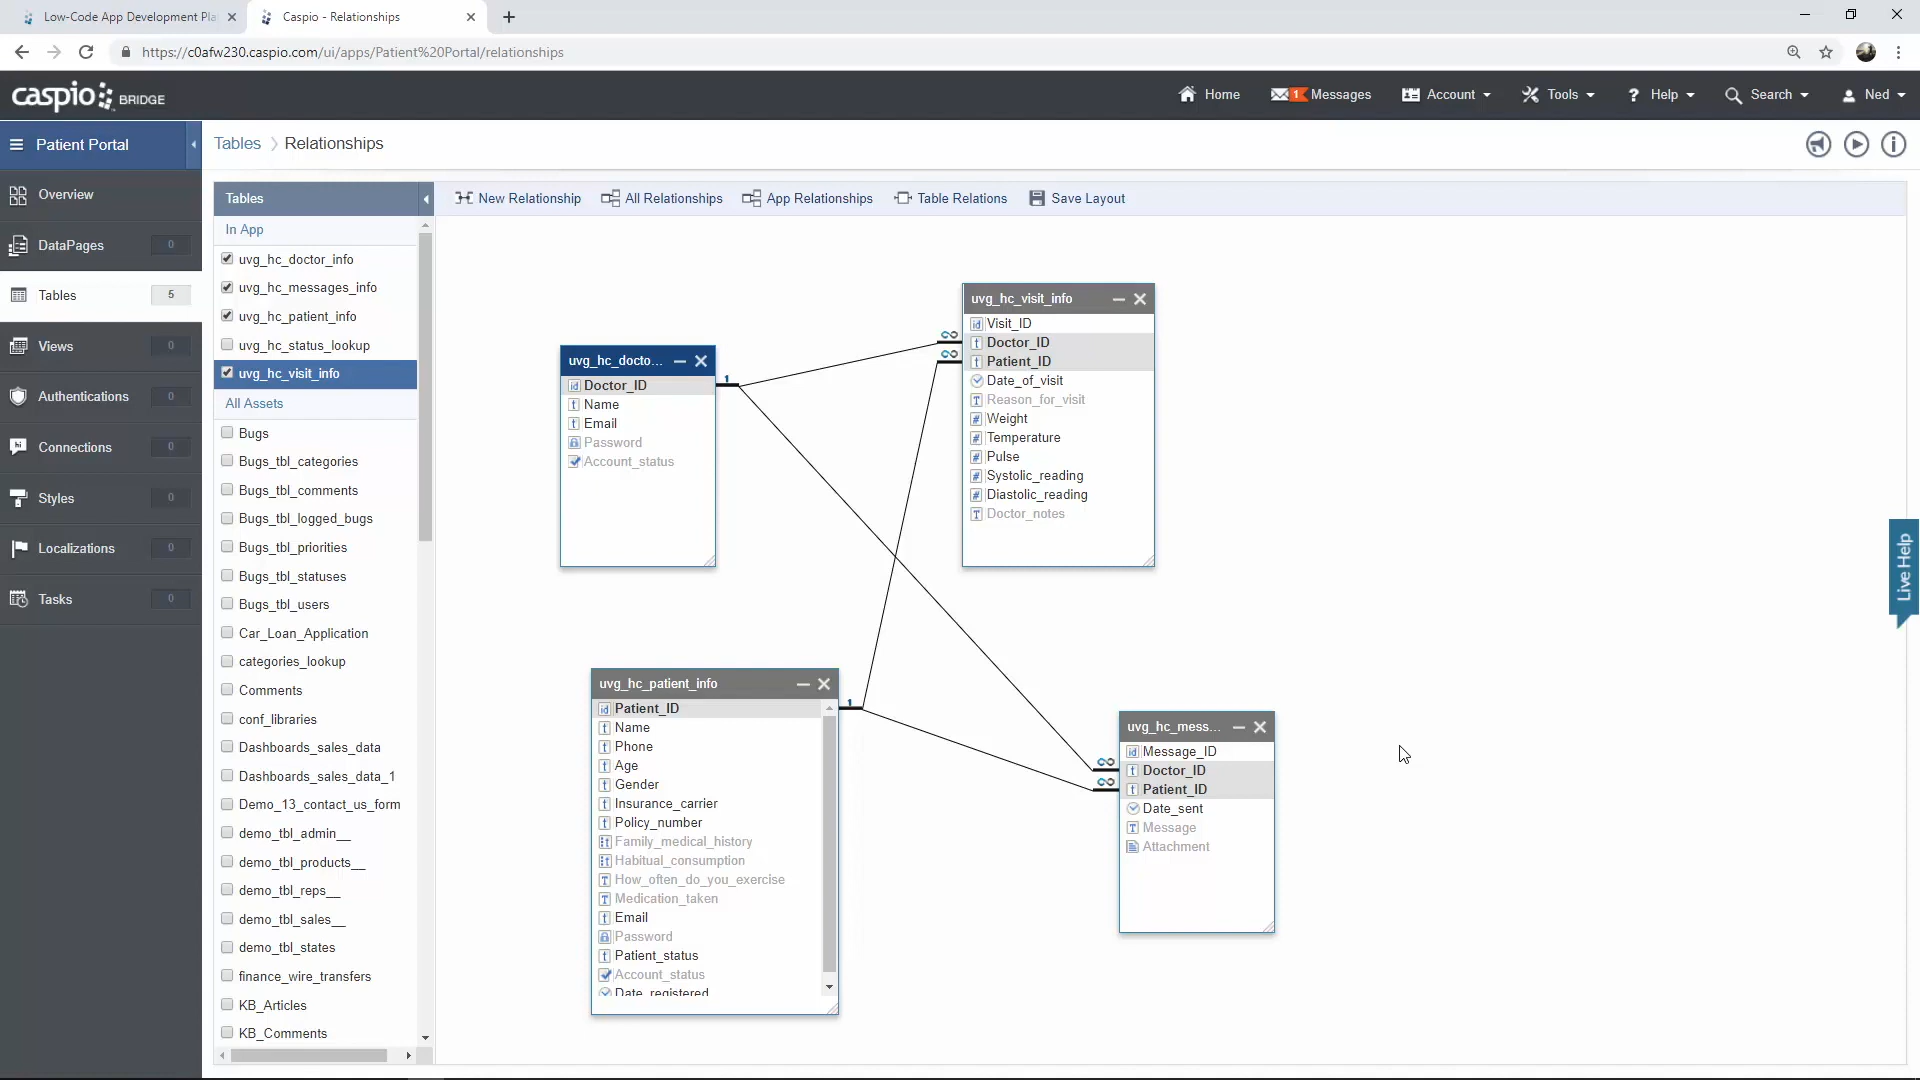 Low-Code App Development Pla
Caspio - Relationships
https://c0afw230.caspio.com/ui/apps/Patient%20Portal/relationships
caspio BRIDGE
Home
1 Messages
Account
Tools
? Help
Search
Ned
Patient Portal
Tables Relationships
Overview
DataPages 0
Tables 5
Views 0
Authentications 0
Connections 0
Styles 0
Localizations 0
Tasks 0
Tables
In App
uvg_hc_doctor_info
uvg_hc_messages_info
uvg_hc_patient_info
uvg_hc_status_lookup
uvg_hc_visit_info
All Assets
Bugs
Bugs_tbl_categories
Bugs_tbl_comments
Bugs_tbl_logged_bugs
Bugs_tbl_priorities
Bugs_tbl_statuses
Bugs_tbl_users
Car_Loan_Application
categories_lookup
Comments
conf_libraries
Dashboards_sales_data
Dashboards_sales_data_1
Demo_13_contact_us_form
demo_tbl_admin__
demo_tbl_products__
demo_tbl_reps__
demo_tbl_sales__
demo_tbl_states
finance_wire_transfers
KB_Articles
KB_Comments
New Relationship
All Relationships
App Relationships
Table Relations
Save Layout
uvg_hc_docto...
Doctor_ID
Name
Email
Password
Account_status
1
uvg_hc_visit_info
Visit_ID
∞ Doctor_ID
∞ Patient_ID
Date_of_visit
Reason_for_visit
Weight
Temperature
Pulse
Systolic_reading
Diastolic_reading
Doctor_notes
uvg_hc_patient_info
Patient_ID
Name
Phone
Age
Gender
Insurance_carrier
Policy_number
Family_medical_history
Habitual_consumption
How_often_do_you_exercise
Medication_taken
Email
Password
Patient_status
Account_status
Date_registered
1
uvg_hc_mess...
Message_ID
∞ Doctor_ID
∞ Patient_ID
Date_sent
Message
Attachment
Live Help